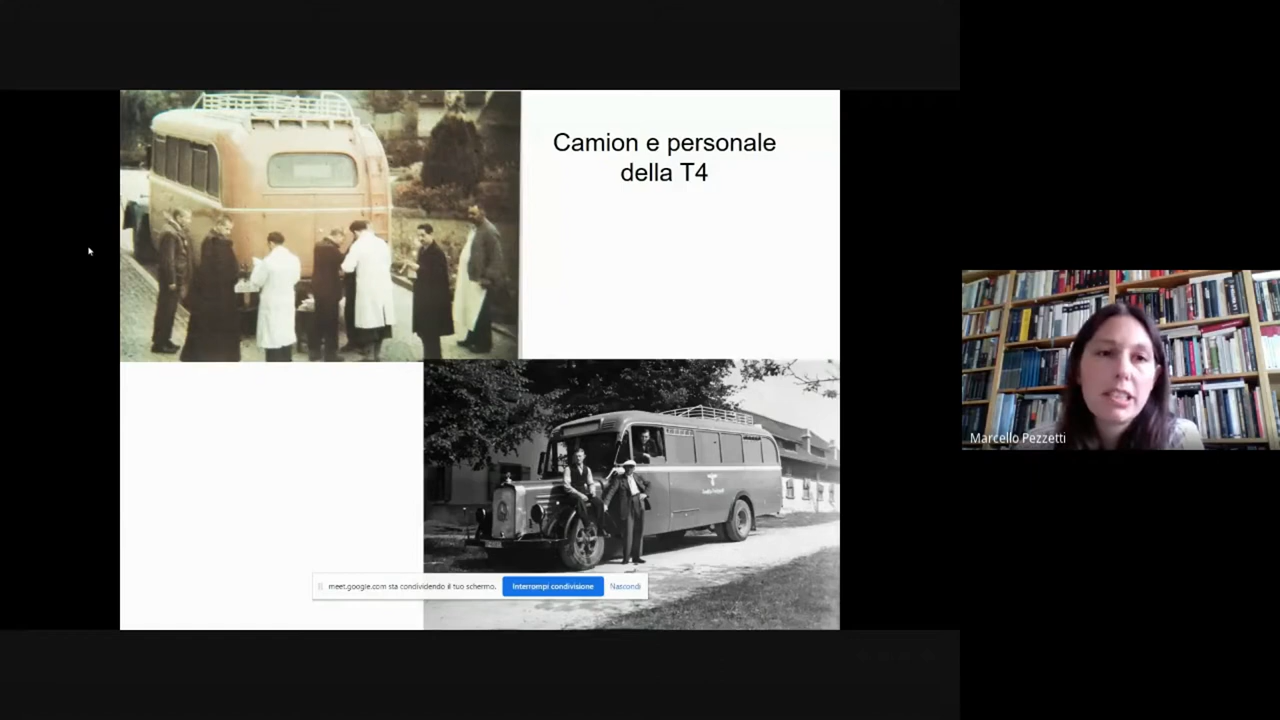 Camion e personale
della T4
Marcello Pezzetti
meet.google.com sta condividendo il tuo schermo.
Interrompi condivisione
Nascondi